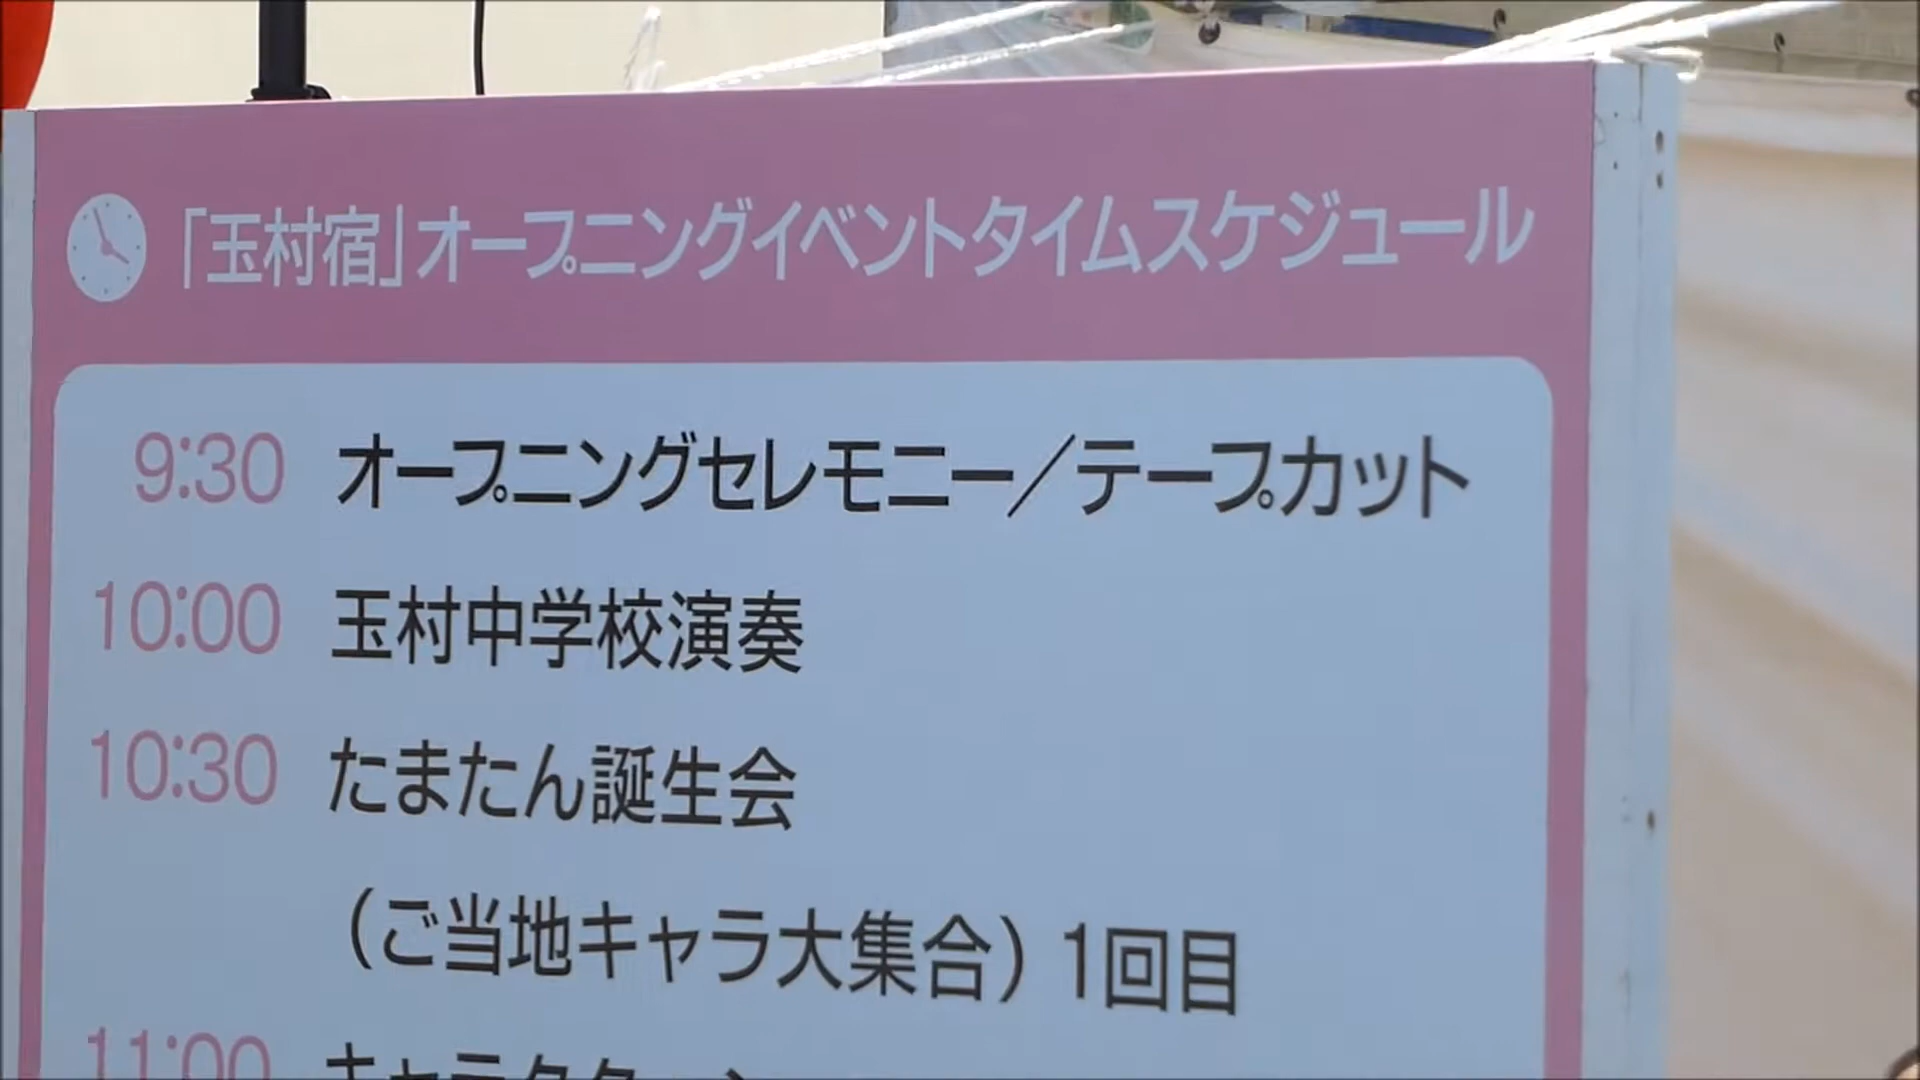 「玉村宿」オープニングイベントタイムスケジュール
9:30 オープニングセレモニー／テープカット
10:00 玉村中学校演奏
10:30 たまたん誕生会
（ご当地キャラ大集合）1回目
11:00